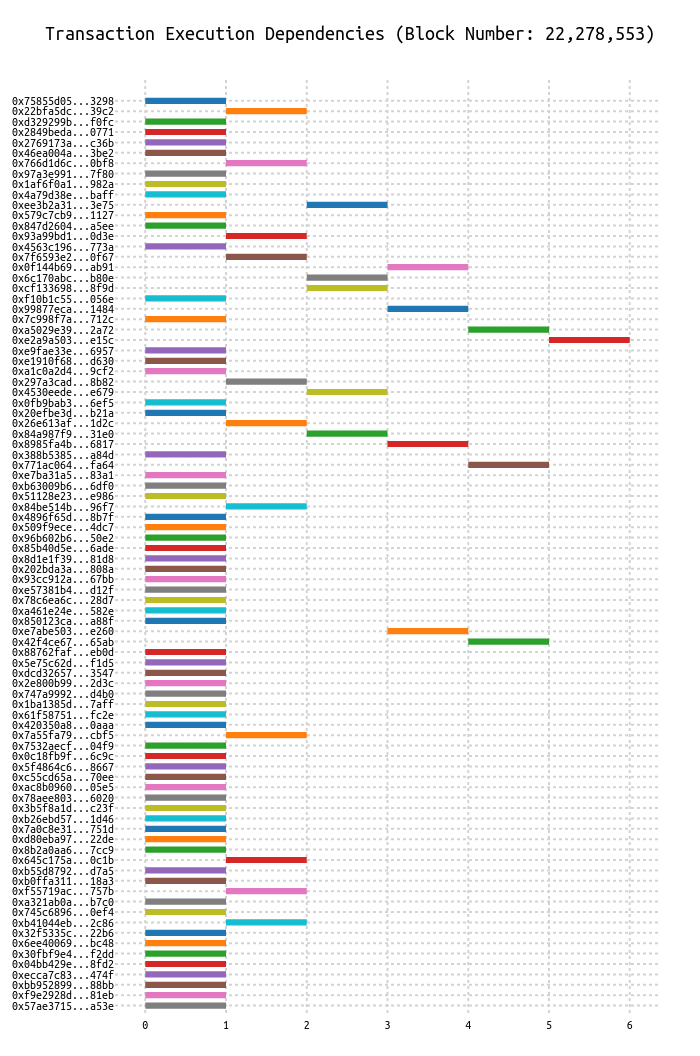 Transaction Execution Dependencies (Block Number: 22,278,553)
0x75855d05...3298
0x22bfa5dc...39c2
0xd329299b...f0fc
0x2849beda...0771
0x2769173a...c36b
0x46ea004a...3be2
0x766d1d6c...0bf8
0x97a3e991...7f80
0x1af6f0a1...982a
0x4a79d38e...baff
0xee3b2a31...3e75
0x579c7cb9...1127
0x847d2604...a5ee
0x93a99bd1...0d3e
0x4563c196...773a
0x7f6593e2...0f67
0x0f144b69...ab91
0x6c170abc...b80e
0xcf133698...8f9d
0xf10b1c55...056e
0x99877eca...1484
0x7c998f7a...712c
0xa5029e39...2a72
0xe2a9a503...e15c
0xe9fae33e...6957
0xe1910f68...d630
0xa1c0a2d4...9cf2
0x297a3cad...8b82
0x4530eede...e679
0x0fb9bab3...6ef5
0x20efbe3d...b21a
0x26e613af...1d2c
0x84a987f9...31e0
0x8985fa4b...6817
0x388b5385...a84d
0x771ac064...fa64
0xe7ba31a5...83a1
0xb63009b6...6df0
0x51128e23...e986
0x84be514b...96f7
0x4896f65d...8b7f
0x509f9ece...4dc7
0x96b602b6...50e2
0x85b40d5e...6ade
0x8d1e1f39...81d8
0x202bda3a...808a
0x93cc912a...67bb
0xe57381b4...d12f
0x78c6ea6c...28d7
0xa461e24e...582e
0x850123ca...a88f
0xe7abe503...e260
0x42f4ce67...65ab
0x88762faf...eb0d
0x5e75c62d...f1d5
0xdcd32657...3547
0x2e800b99...2d3c
0x747a9992...d4b0
0x1ba1385d...7aff
0x61f58751...fc2e
0x420350a8...0aaa
0x7a55fa79...cbf5
0x7532aecf...04f9
0x0c18fb9f...6c9c
0x5f4864c6...8667
0xc55cd65a...70ee
0xac8b0960...05e5
0x78aee803...6020
0x3b5f8a1d...c23f
0xb26ebd57...1d46
0x7a0c8e31...751d
0xd80eba97...22de
0x8b2a0aa6...7cc9
0x645c175a...0c1b
0xb55d8792...d7a5
0xb0ffa311...18a3
0xf55719ac...757b
0xa321ab0a...b7c0
0x745c6896...0ef4
0xb41044eb...2c86
0x32f5335c...22b6
0x6ee40069...bc48
0x30fbf9e4...f2dd
0x04bb429e...8fd2
0xecca7c83...474f
0xbb952899...88bb
0xf9e2928d...81eb
0x57ae3715...a53e
0 1 2 3 4 5 6